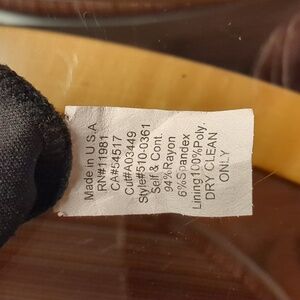 Made in U.S.A
RN#11981
CA#54517
Cut#A03449
Style#510-0361
Self & Cont.
94%Rayon
6%Spandex
Lining100%Poly.
DRY CLEAN
ONLY